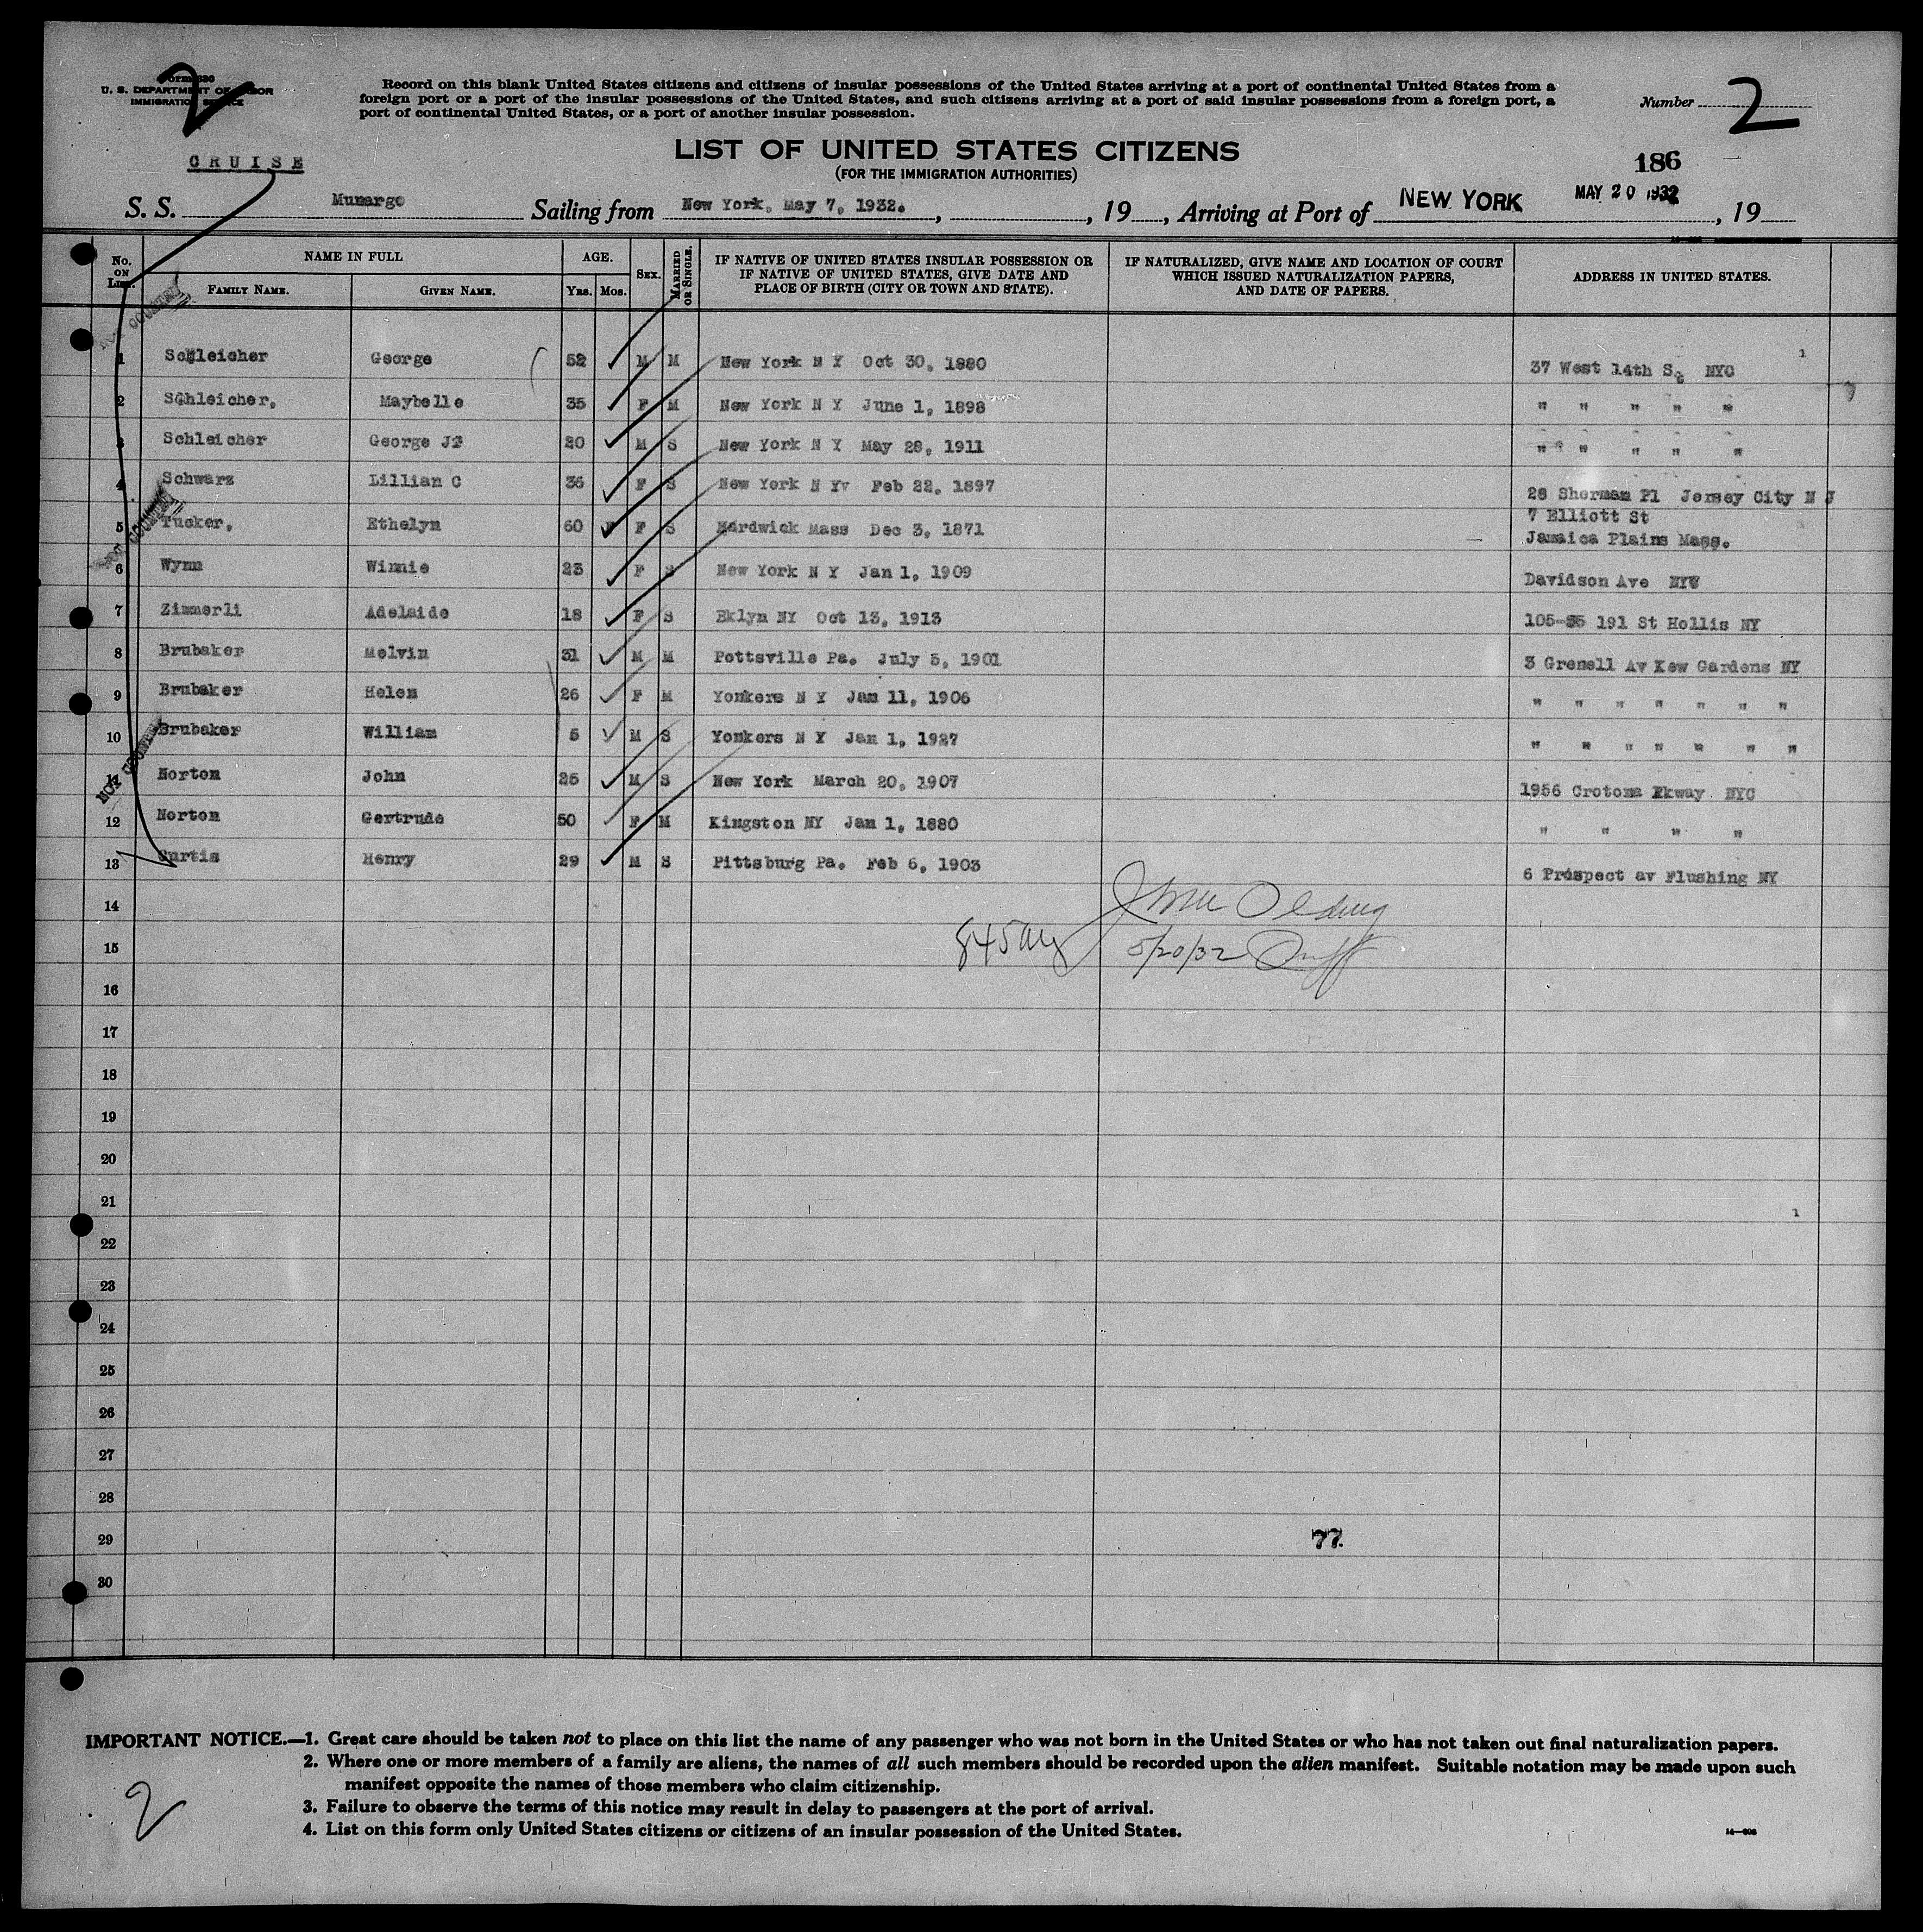 Form 630
U. S. DEPARTMENT OF LABOR
IMMIGRATION SERVICE
2
Record on this blank United States citizens and citizens of insular possessions of the United States arriving at a port of continental United States from a
foreign port or a port of the insular possessions of the United States, and such citizens arriving at a port of said insular possessions from a foreign port, a
port of continental United States, or a port of another insular possession.
Number 2
LIST OF UNITED STATES CITIZENS
(FOR THE IMMIGRATION AUTHORITIES)
186
CRUISE
S. S. Munargo Sailing from New York, May 7, 1932. , , 19 , Arriving at Port of NEW YORK MAY 20 1932 , 19
No. ON LIST. NAME IN FULL AGE. SEX. MARRIED OR SINGLE. IF NATIVE OF UNITED STATES INSULAR POSSESSION OR IF NATIVE OF UNITED STATES, GIVE DATE AND PLACE OF BIRTH (CITY OR TOWN AND STATE). IF NATURALIZED, GIVE NAME AND LOCATION OF COURT WHICH ISSUED NATURALIZATION PAPERS, AND DATE OF PAPERS. ADDRESS IN UNITED STATES.
FAMILY NAME. GIVEN NAME. YRS. MOS.
1 Schleicher George 52 M M New York N Y Oct 30, 1880 37 West 14th St NYC
2 Schleicher, Maybelle 35 F M New York N Y June 1, 1898 " " " " "
3 Schleicher George Jr 20 M S New York N Y May 28, 1911 " " " " "
4 Schwarz Lillian C 35 F S New York N Y Feb 22, 1897 28 Sherman Pl Jersey City N J
5 Tucker, Ethelyn 60 F S Hardwick Mass Dec 3, 1871 7 Elliott St
Jamaica Plains Mass.
6 Wynn Winnie 23 F S New York N Y Jan 1, 1909 Davidson Ave NYC
7 Zimmerli Adelaide 18 F S Bklyn NY Oct 13, 1913 105-35 191 St Hollis NY
8 Brubaker Melvin 31 M M Pottsville Pa. July 5, 1901 3 Grenell Av Kew Gardens NY
9 Brubaker Helen 26 F M Yonkers N Y Jan 11, 1906 " " " " " " "
10 Brubaker William 5 M S Yonkers N Y Jan 1, 1927 " " " " " " "
11 Norton John 25 M S New York March 20, 1907 1956 Crotona Pkway NYC
12 Norton Gertrude 50 F M Kingston NY Jan 1, 1880 " " " "
13 Curtis Henry 29 M S Pittsburg Pa. Feb 6, 1903 6 Prospect av Flushing NY
14
845am
15 5/20/32
16
17
18
19
20
21
22
23
24
25
26
27
28
29 77.
30
IMPORTANT NOTICE.—1. Great care should be taken not to place on this list the name of any passenger who was not born in the United States or who has not taken out final naturalization papers.
2. Where one or more members of a family are aliens, the names of all such members should be recorded upon the alien manifest. Suitable notation may be made upon such
manifest opposite the names of those members who claim citizenship.
3. Failure to observe the terms of this notice may result in delay to passengers at the port of arrival.
4. List on this form only United States citizens or citizens of an insular possession of the United States.
2